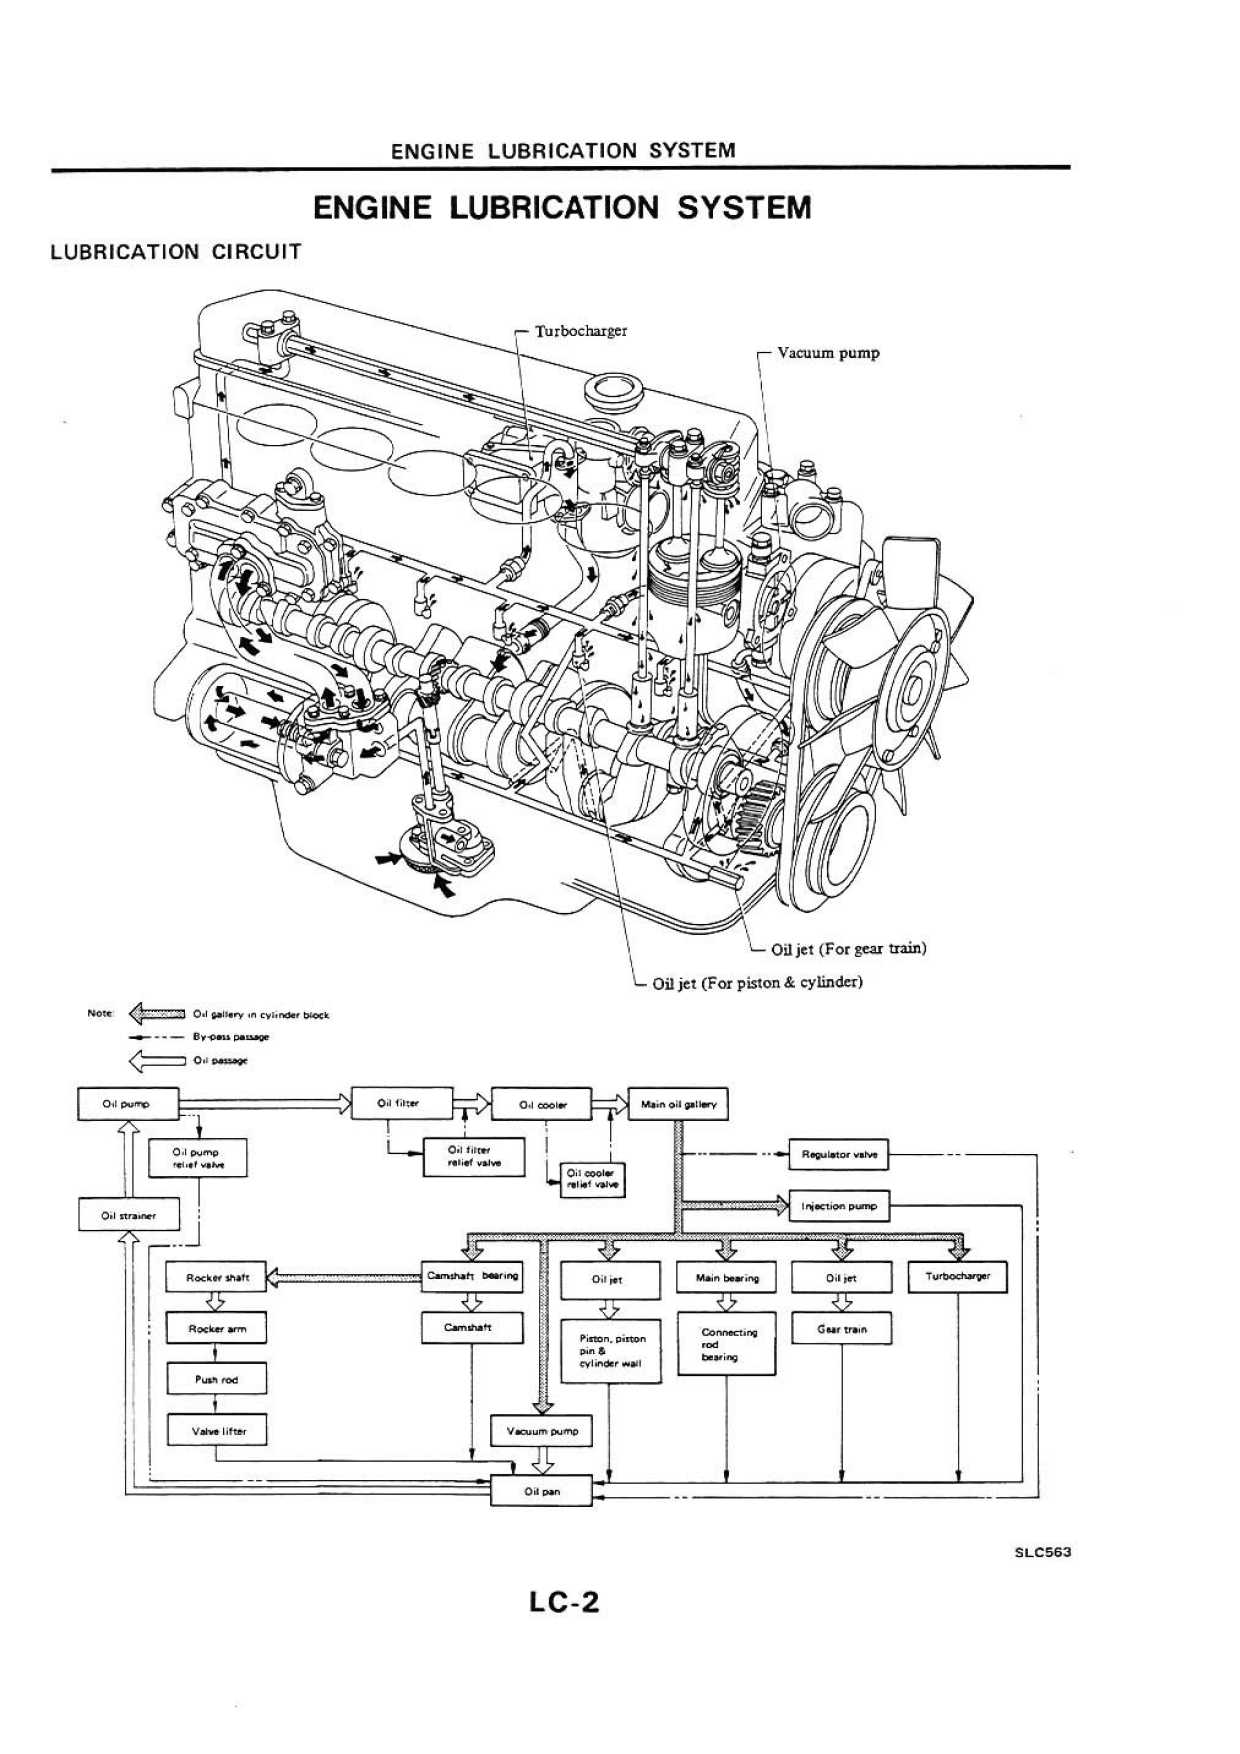 ENGINE LUBRICATION SYSTEM
ENGINE LUBRICATION SYSTEM
LUBRICATION CIRCUIT
Turbocharger
Vacuum pump
Oil jet (For gear train)
Oil jet (For piston & cylinder)
Note:
Oil gallery in cylinder block
By-pass passage
Oil passage
Oil pump
Oil filter
Oil cooler
Main oil gallery
Oil pump
relief valve
Oil filter
relief valve
Oil cooler
relief valve
Regulator valve
Oil strainer
Injection pump
Rocker shaft
Camshaft bearing
Oil jet
Main bearing
Oil jet
Turbocharger
Rocker arm
Camshaft
Piston, piston
pin &
cylinder wall
Connecting
rod
bearing
Gear train
Push rod
Valve lifter
Vacuum pump
Oil pan
SLC563
LC-2